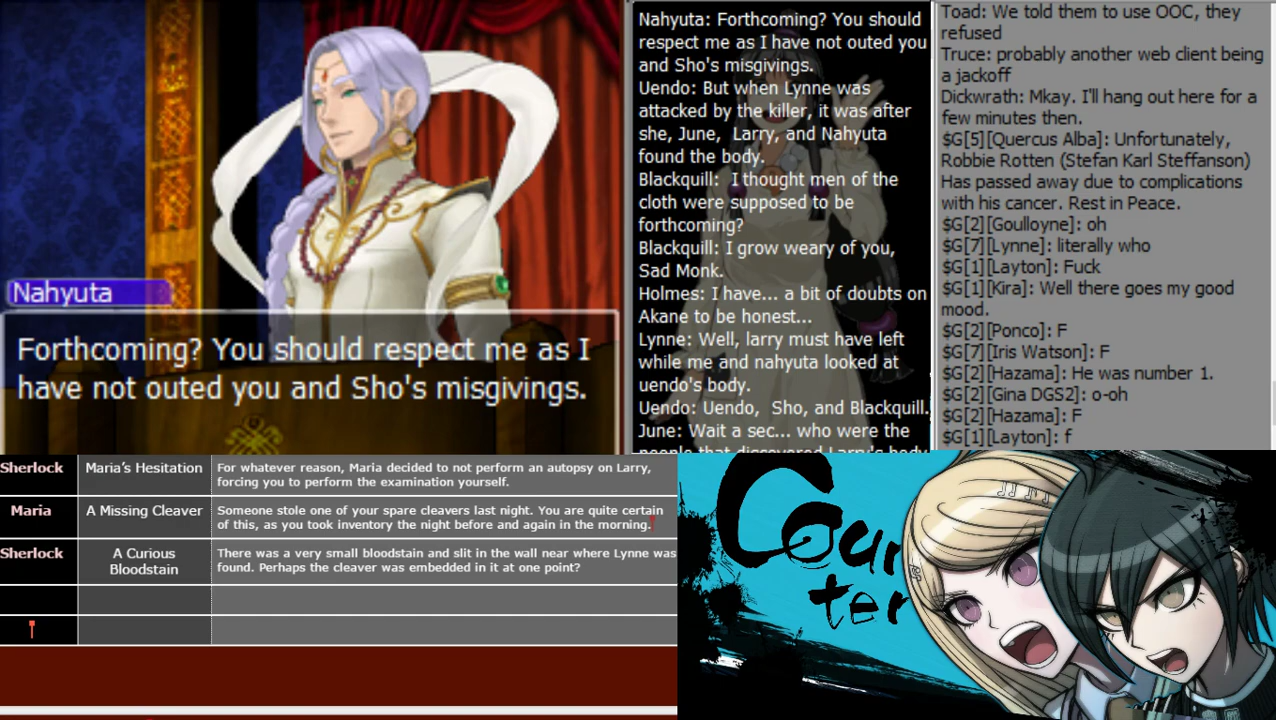 Nahyuta
Forthcoming? You should respect me as I
have not outed you and Sho's misgivings.
Nahyuta: Forthcoming? You should
respect me as I have not outed you
and Sho's misgivings.
Uendo: But when Lynne was
attacked by the killer, it was after
she, June,  Larry, and Nahyuta
found the body.
Blackquill:  I thought men of the
cloth were supposed to be
forthcoming?
Blackquill: I grow weary of you,
Sad Monk.
Holmes: I have... a bit of doubts on
Akane to be honest...
Lynne: Well, larry must have left
while me and nahyuta looked at
uendo's body.
Uendo: Uendo,  Sho, and Blackquill.
June: Wait a sec... who were the
people that discovered Larry's body
Toad: We told them to use OOC, they
refused
Truce: probably another web client being
a jackoff
Dickwrath: Mkay. I'll hang out here for a
few minutes then.
$G[5][Quercus Alba]: Unfortunately,
Robbie Rotten (Stefan Karl Steffanson)
Has passed away due to complications
with his cancer. Rest in Peace.
$G[2][Goulloyne]: oh
$G[7][Lynne]: literally who
$G[1][Layton]: Fuck
$G[1][Kira]: Well there goes my good
mood.
$G[2][Ponco]: F
$G[7][Iris Watson]: F
$G[2][Hazama]: He was number 1.
$G[2][Gina DGS2]: o-oh
$G[2][Hazama]: F
$G[1][Layton]: f
Sherlock
Maria's Hesitation
For whatever reason, Maria decided to not perform an autopsy on Larry,
forcing you to perform the examination yourself.
Maria
A Missing Cleaver
Someone stole one of your spare cleavers last night. You are quite certain
of this, as you took inventory the night before and again in the morning.
Sherlock
A Curious
Bloodstain
There was a very small bloodstain and slit in the wall near where Lynne was
found. Perhaps the cleaver was embedded in it at one point?
Coun
ter